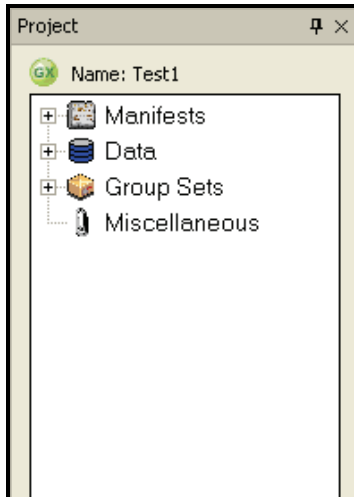 Project
GX Name: Test1
Manifests
Data
Group Sets
Miscellaneous